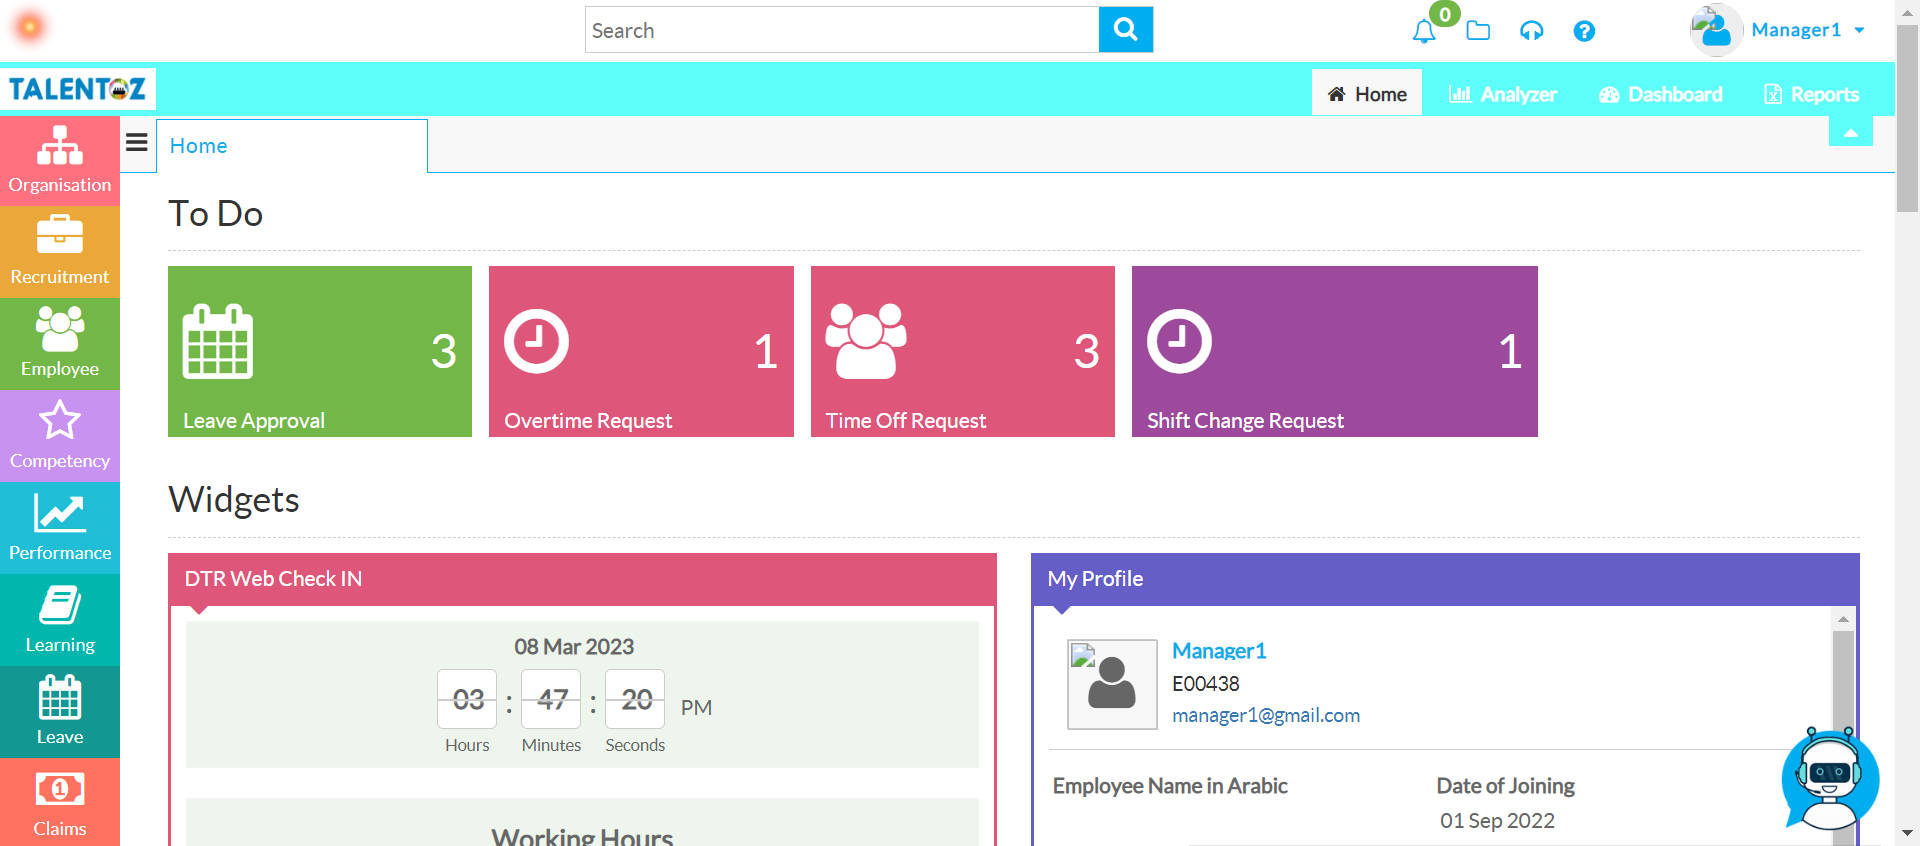 Search
0
Manager1
TALENTOZ
Home
Analyzer
Dashboard
Reports
Organisation
Recruitment
Employee
Competency
Performance
Learning
Leave
1
Claims
Home
To Do
3
Leave Approval
1
Overtime Request
3
Time Off Request
1
Shift Change Request
Widgets
DTR Web Check IN
08 Mar 2023
03 : 47 : 20 PM
Hours Minutes Seconds
Working Hours
My Profile
Manager1
E00438
manager1@gmail.com
Employee Name in Arabic
Date of Joining
01 Sep 2022